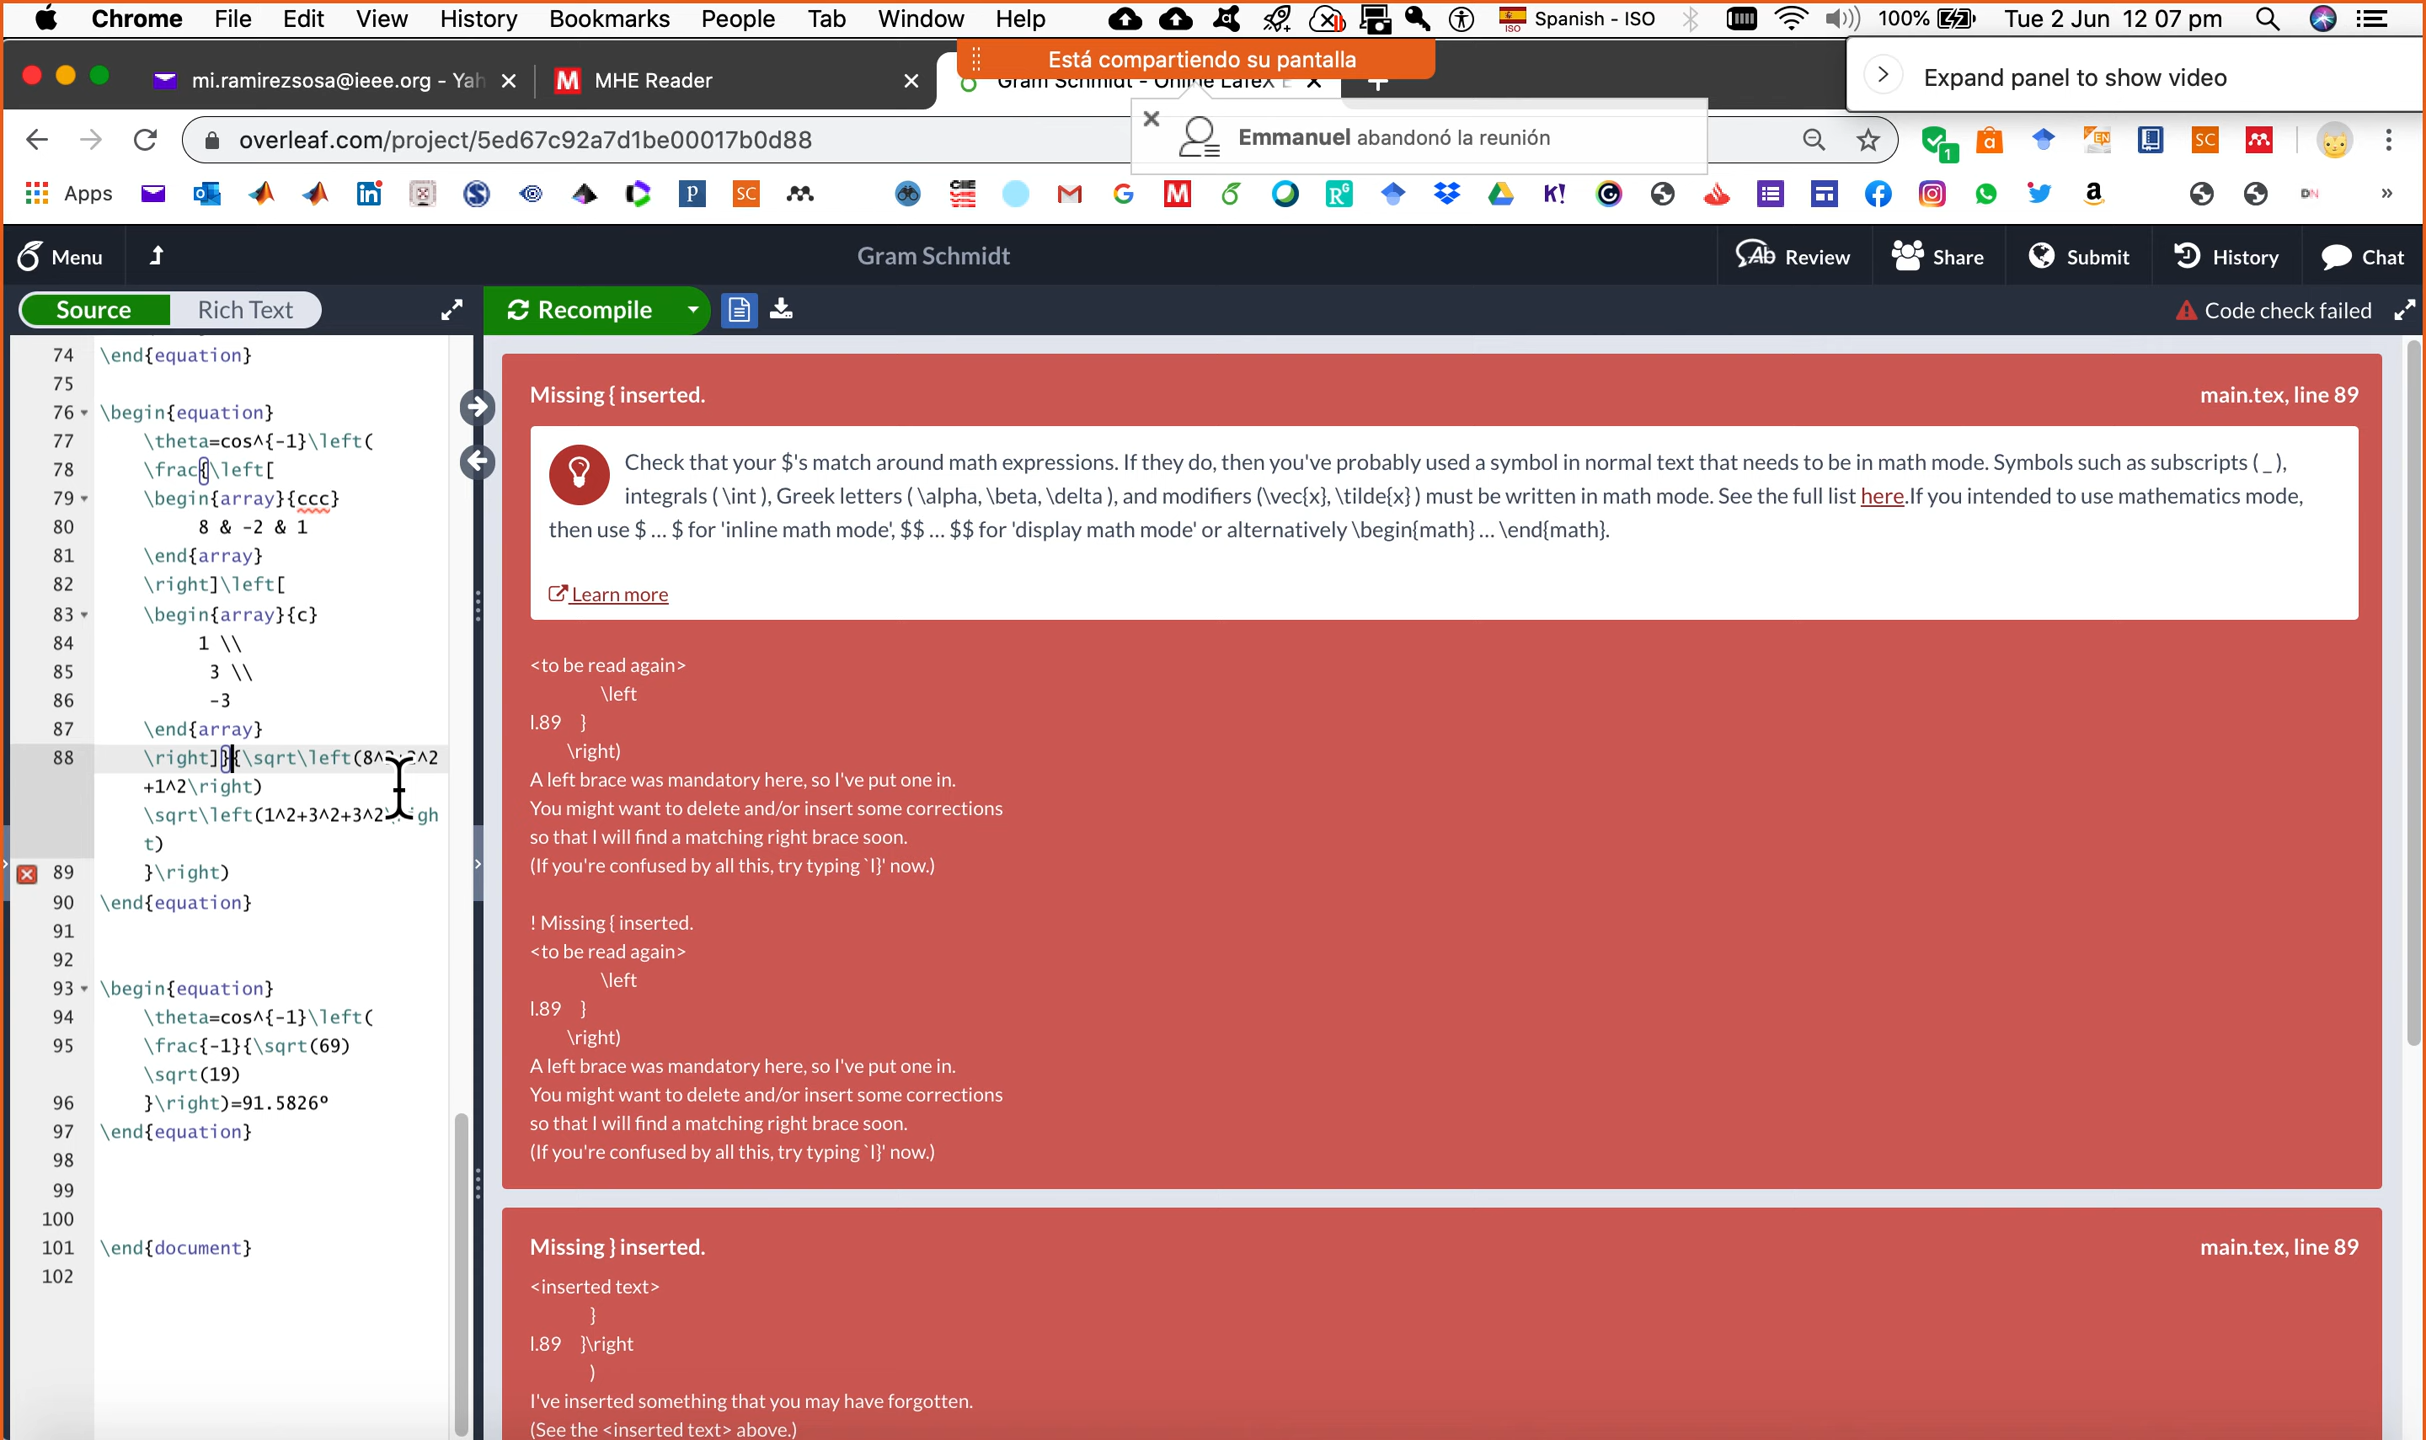 Chrome File Edit View History Bookmarks People Tab Window Help Spanish - ISO 100% Tue 2 Jun 12 07 pm
Está compartiendo su pantalla
Expand panel to show video
mi.ramirezsosa@ieee.org - Yah
MHE Reader
Gram Schmidt - Online LaTeX E
overleaf.com/project/5ed67c92a7d1be00017b0d88
Emmanuel abandonó la reunión
Apps
Menu
Gram Schmidt
Review Share Submit History Chat
Source Rich Text
Recompile
Code check failed
74 \end{equation}
75
76 \begin{equation}
77 \theta=cos^{-1}\left(
78 \frac{\left[
79 \begin{array}{ccc}
80 8 & -2 & 1
81 \end{array}
82 \right]\left[
83 \begin{array}{c}
84 1 \\
85 3 \\
86 -3
87 \end{array}
88 \right]}{\sqrt\left(8^2+2^2
+1^2\right)
\sqrt\left(1^2+3^2+3^2\righ
t)
89 }\right)
90 \end{equation}
91
92
93 \begin{equation}
94 \theta=cos^{-1}\left(
95 \frac{-1}{\sqrt(69)
\sqrt(19)
96 }\right)=91.5826º
97 \end{equation}
98
99
100
101 \end{document}
102
Missing { inserted.
main.tex, line 89
Check that your $'s match around math expressions. If they do, then you've probably used a symbol in normal text that needs to be in math mode. Symbols such as subscripts ( _ ),
integrals ( \int ), Greek letters ( \alpha, \beta, \delta ), and modifiers (\vec{x}, \tilde{x} ) must be written in math mode. See the full list here.If you intended to use mathematics mode,
then use $ … $ for 'inline math mode', $$ … $$ for 'display math mode' or alternatively \begin{math} … \end{math}.
Learn more
<to be read again>
\left
l.89 }
\right)
A left brace was mandatory here, so I've put one in.
You might want to delete and/or insert some corrections
so that I will find a matching right brace soon.
(If you're confused by all this, try typing `I}' now.)
! Missing { inserted.
<to be read again>
\left
l.89 }
\right)
A left brace was mandatory here, so I've put one in.
You might want to delete and/or insert some corrections
so that I will find a matching right brace soon.
(If you're confused by all this, try typing `I}' now.)
Missing } inserted.
main.tex, line 89
<inserted text>
}
l.89 }\right
)
I've inserted something that you may have forgotten.
(See the <inserted text> above.)